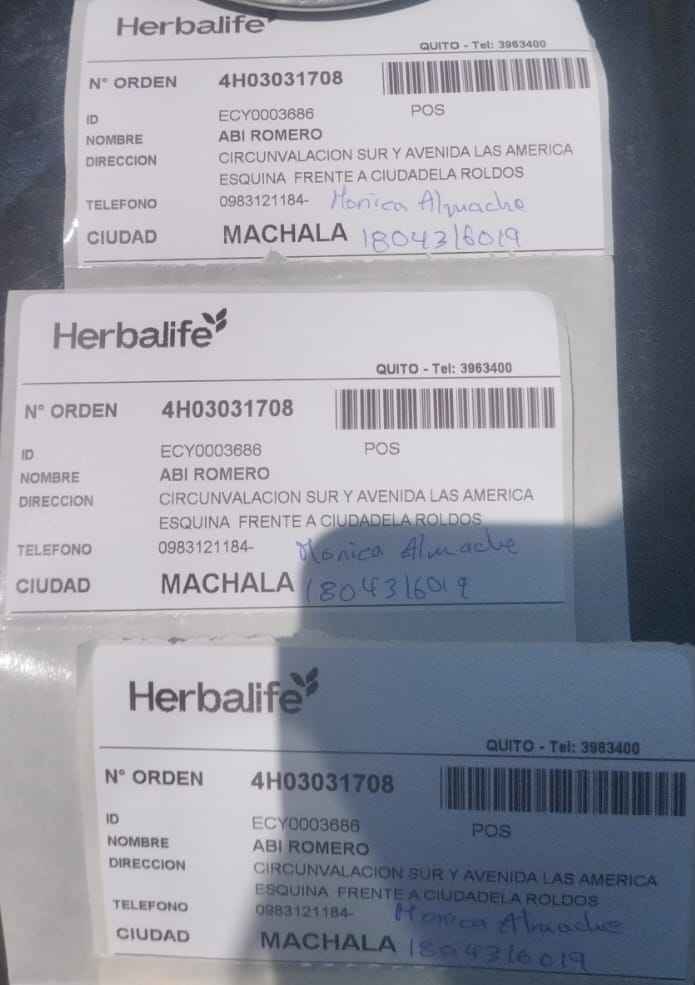 Herbalife
QUITO - Tel: 3963400
N° ORDEN 4H03031708
ID ECY0003686 POS
NOMBRE ABI ROMERO
DIRECCION CIRCUNVALACION SUR Y AVENIDA LAS AMERICA
ESQUINA FRENTE A CIUDADELA ROLDOS
TELEFONO 0983121184- Monica Almache
CIUDAD MACHALA 1804316019
Herbalife
QUITO - Tel: 3963400
N° ORDEN 4H03031708
ID ECY0003686 POS
NOMBRE ABI ROMERO
DIRECCION CIRCUNVALACION SUR Y AVENIDA LAS AMERICA
ESQUINA FRENTE A CIUDADELA ROLDOS
TELEFONO 0983121184- Monica Almache
CIUDAD MACHALA 1804316019
Herbalife
QUITO - Tel: 3963400
N° ORDEN 4H03031708
ID ECY0003686 POS
NOMBRE ABI ROMERO
DIRECCION CIRCUNVALACION SUR Y AVENIDA LAS AMERICA
ESQUINA FRENTE A CIUDADELA ROLDOS
TELEFONO 0983121184- Monica Almache
CIUDAD MACHALA 1804316019